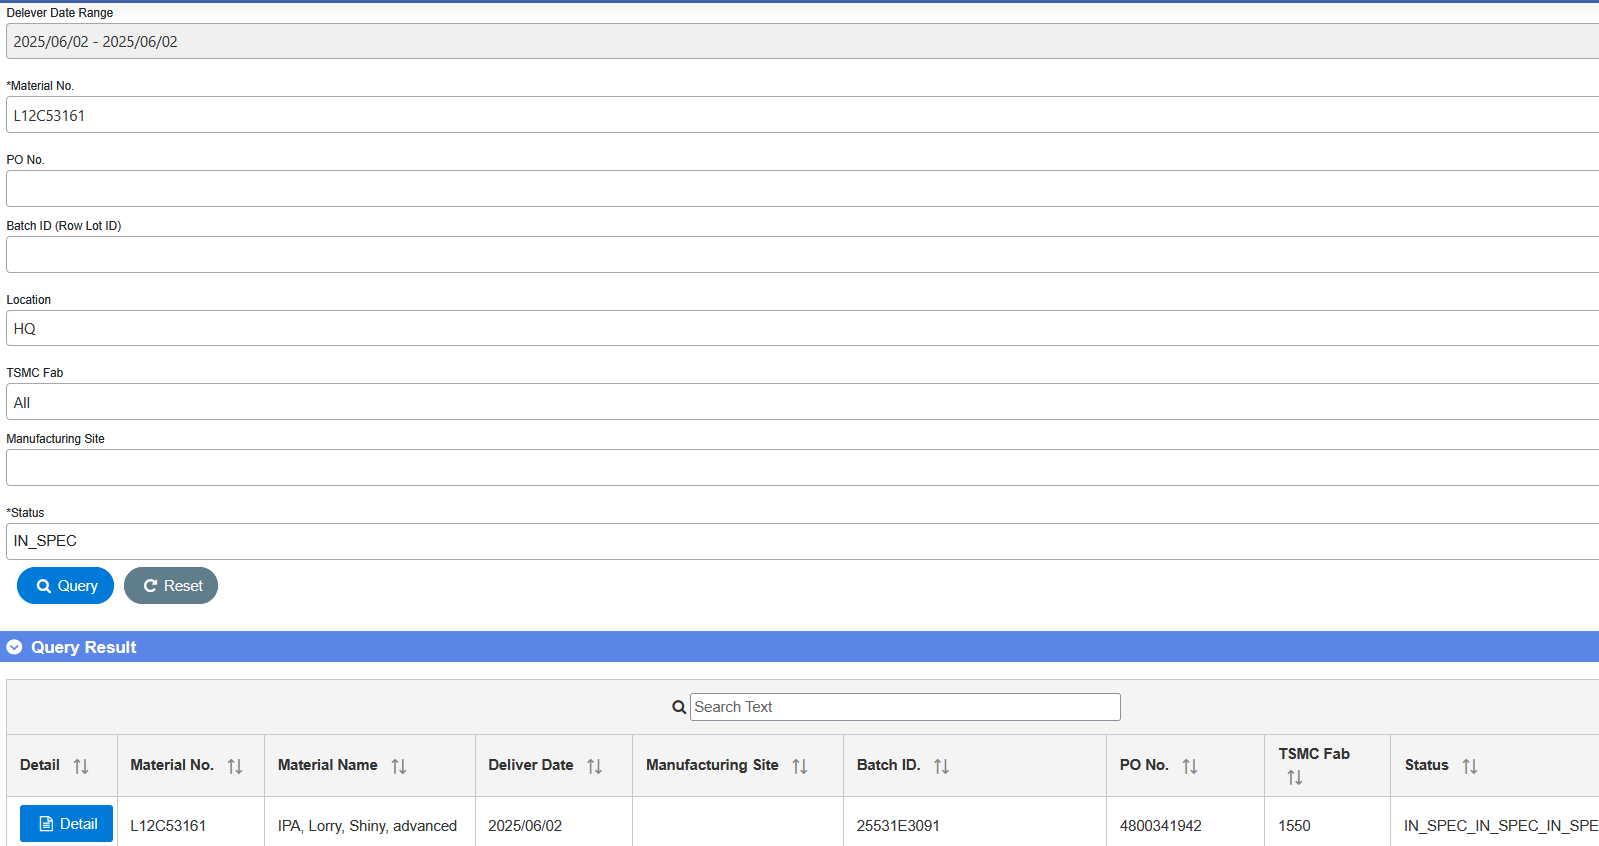 Delever Date Range
2025/06/02 - 2025/06/02
*Material No.
L12C53161
PO No.
Batch ID (Row Lot ID)
Location
HQ
TSMC Fab
All
Manufacturing Site
*Status
IN_SPEC
Query Reset
Query Result
Search Text
Detail Material No. Material Name Deliver Date Manufacturing Site Batch ID. PO No. TSMC Fab Status
Detail L12C53161 IPA, Lorry, Shiny, advanced 2025/06/02 25531E3091 4800341942 1550 IN_SPEC_IN_SPEC_IN_SPE